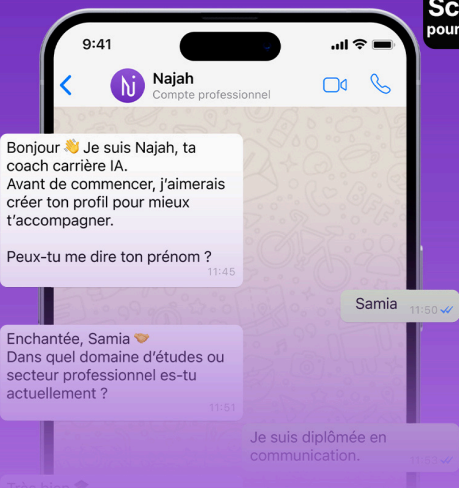 Sc
pour
9:41
Najah
Compte professionnel
Bonjour 👋 Je suis Najah, ta
coach carrière IA.
Avant de commencer, j’aimerais
créer ton profil pour mieux
t’accompagner.
Peux-tu me dire ton prénom ?
11:45
Samia
11:50
Enchantée, Samia 🤝
Dans quel domaine d’études ou
secteur professionnel es-tu
actuellement ?
11:51
Je suis diplômée en
communication.
Très bien